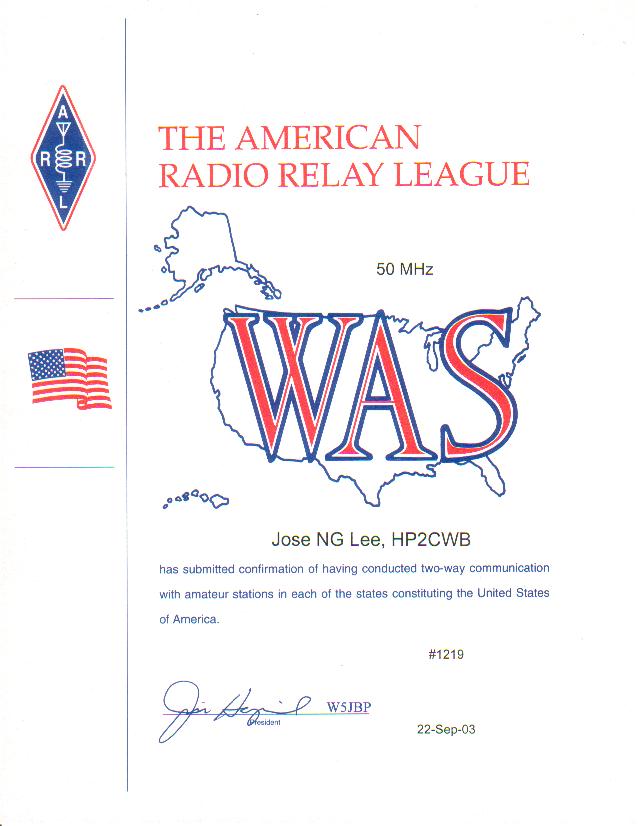 A
R R
L
THE AMERICAN
RADIO RELAY LEAGUE
50 MHz
WAS
Jose NG Lee, HP2CWB
has submitted confirmation of having conducted two-way communication
with amateur stations in each of the states constituting the United States
of America.
#1219
W5JBP
President
22-Sep-03